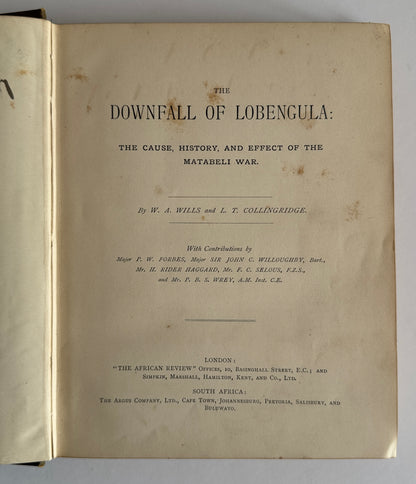 THE
DOWNFALL OF LOBENGULA:
THE CAUSE, HISTORY, AND EFFECT OF THE
MATABELI WAR.
By W. A. WILLS and L. T. COLLINGRIDGE.
With Contributions by
Major P. W. FORBES, Major SIR JOHN C. WILLOUGHBY, Bart.,
Mr. H. RIDER HAGGARD, Mr. F. C. SELOUS, F.Z.S.,
and Mr. P. B. S. WREY, A.M. Inst. C.E.
LONDON:
"THE AFRICAN REVIEW" OFFICES, 10, BASINGHALL STREET, E.C.; AND
SIMPKIN, MARSHALL, HAMILTON, KENT, AND CO., LTD.
SOUTH AFRICA:
THE ARGUS COMPANY, LTD., CAPE TOWN, JOHANNESBURG, PRETORIA, SALISBURY, AND
BULUWAYO.